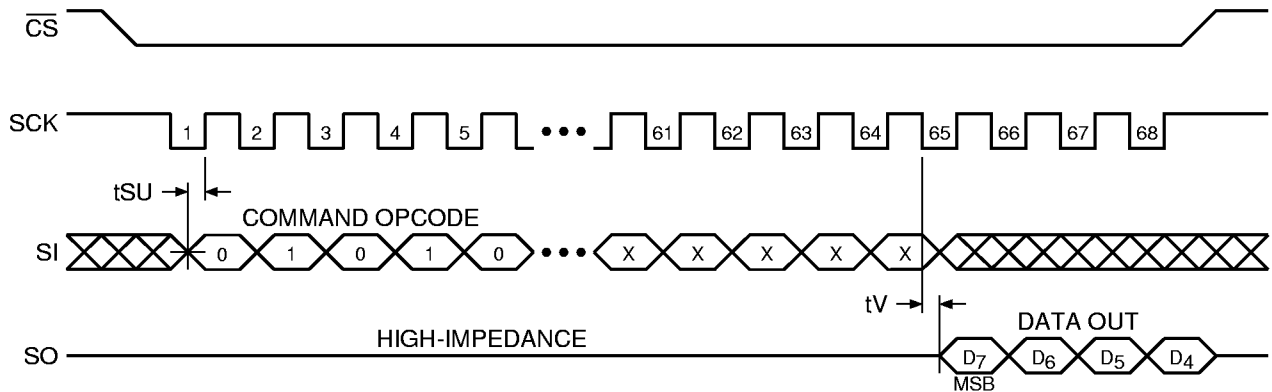 CS
SCK 1 2 3 4 5 ••• 61 62 63 64 65 66 67 68
tSU
COMMAND OPCODE
SI 0 1 0 1 0 ••• X X X X X
tV
HIGH-IMPEDANCE DATA OUT
SO D7 D6 D5 D4
MSB